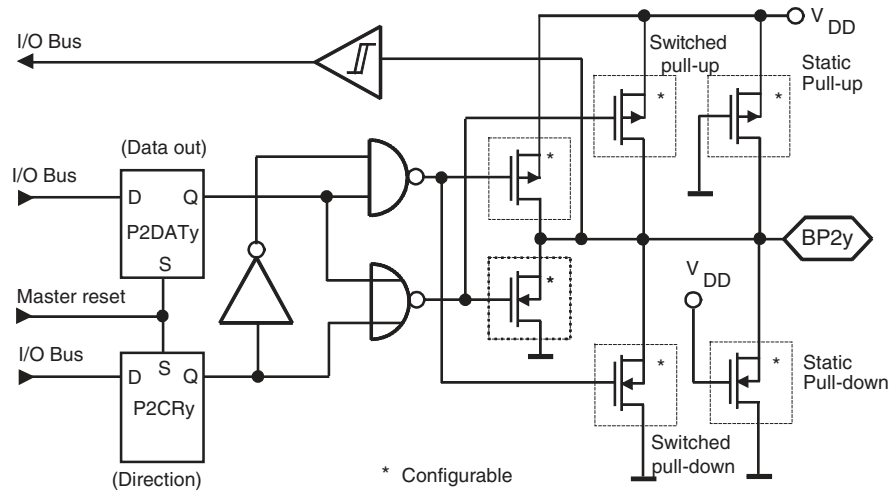 I/O Bus
V DD
Switched
pull-up
Static
Pull-up
*
*
(Data out)
*
I/O Bus
D Q
P2DATy
S
BP2y
V DD
*
Master reset
I/O Bus
S
D Q
P2CRy
*
*
Static
Pull-down
Switched
pull-down
(Direction)
* Configurable